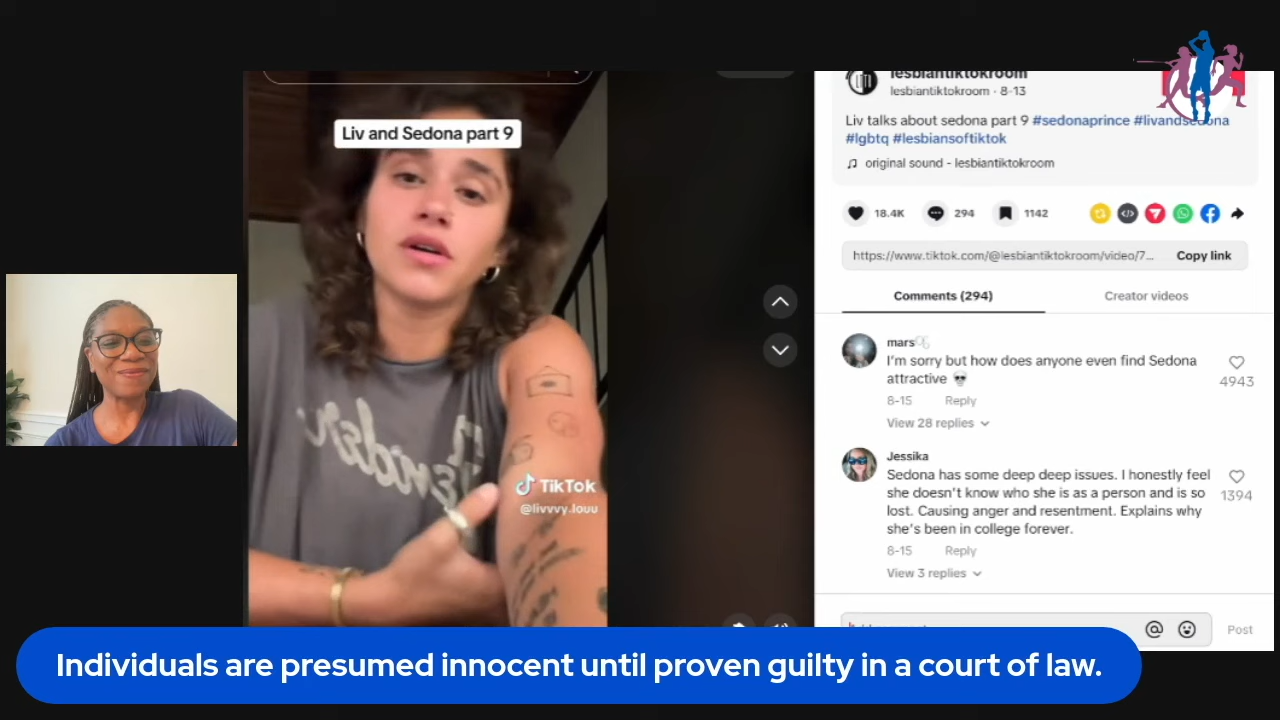 Liv and Sedona part 9
TikTok
@livvvy.louu
lesbiantiktokroom
lesbiantiktokroom · 8-13
Liv talks about sedona part 9 #sedonaprince #livandsedona
#lgbtq #lesbiansoftiktok
original sound - lesbiantiktokroom
18.4K
294
1142
https://www.tiktok.com/@lesbiantiktokroom/video/7...
Copy link
Comments (294)
Creator videos
mars
I'm sorry but how does anyone even find Sedona
attractive 💀
8-15 Reply
4943
View 28 replies
Jessika
Sedona has some deep deep issues. I honestly feel
she doesn't know who she is as a person and is so
lost. Causing anger and resentment. Explains why
she's been in college forever.
1394
8-15 Reply
View 3 replies
@
Post
Individuals are presumed innocent until proven guilty in a court of law.